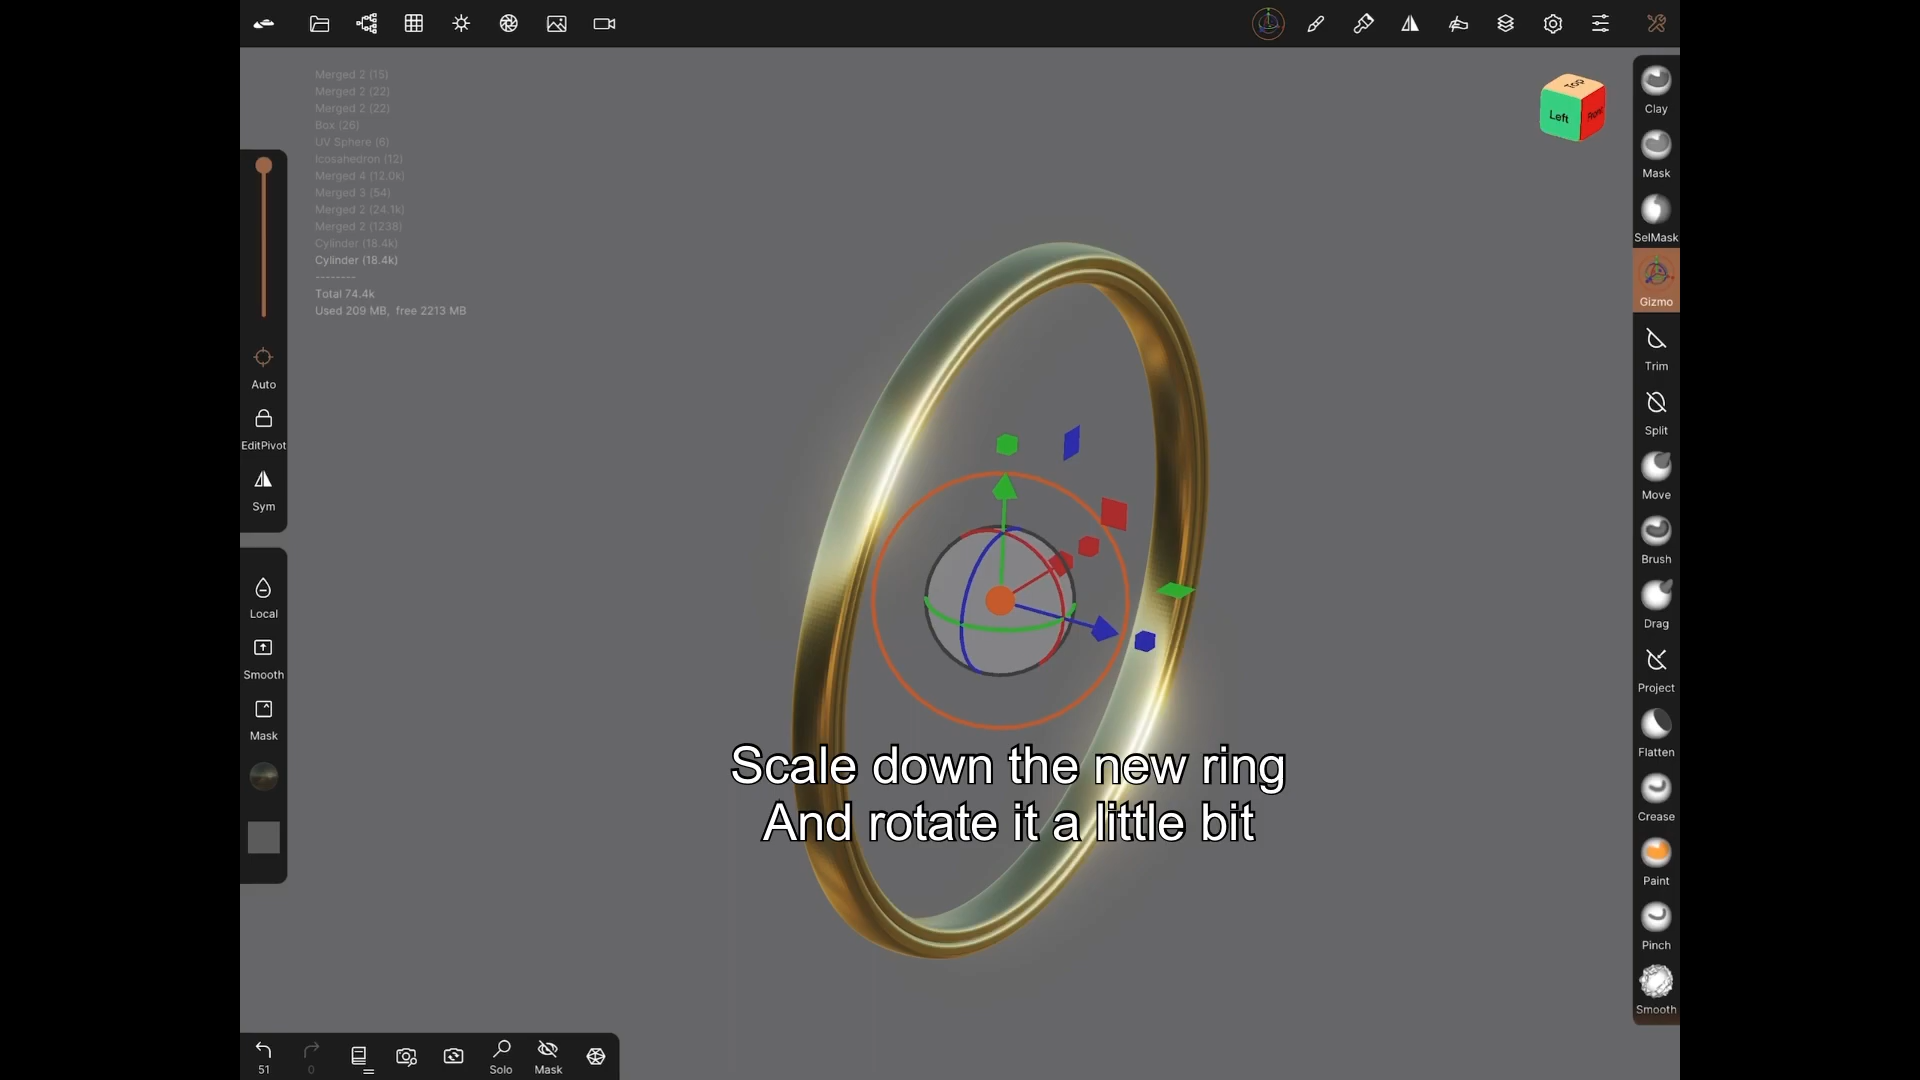 Merged 2 (15)
Merged 2 (22)
Merged 2 (22)
Box (26)
UV Sphere (6)
Icosahedron (12)
Merged 4 (12.0k)
Merged 3 (54)
Merged 2 (24.1k)
Merged 2 (1238)
Cylinder (18.4k)
Cylinder (18.4k)
--------
Total 74.4k
Used 209 MB, free 2213 MB
Auto
EditPivot
Sym
Local
Smooth
Mask
Top
Left
Front
Clay
Mask
SelMask
Gizmo
Trim
Split
Move
Brush
Drag
Project
Flatten
Crease
Paint
Pinch
Smooth
Scale down the new ring
And rotate it a little bit
51
0
Solo
Mask